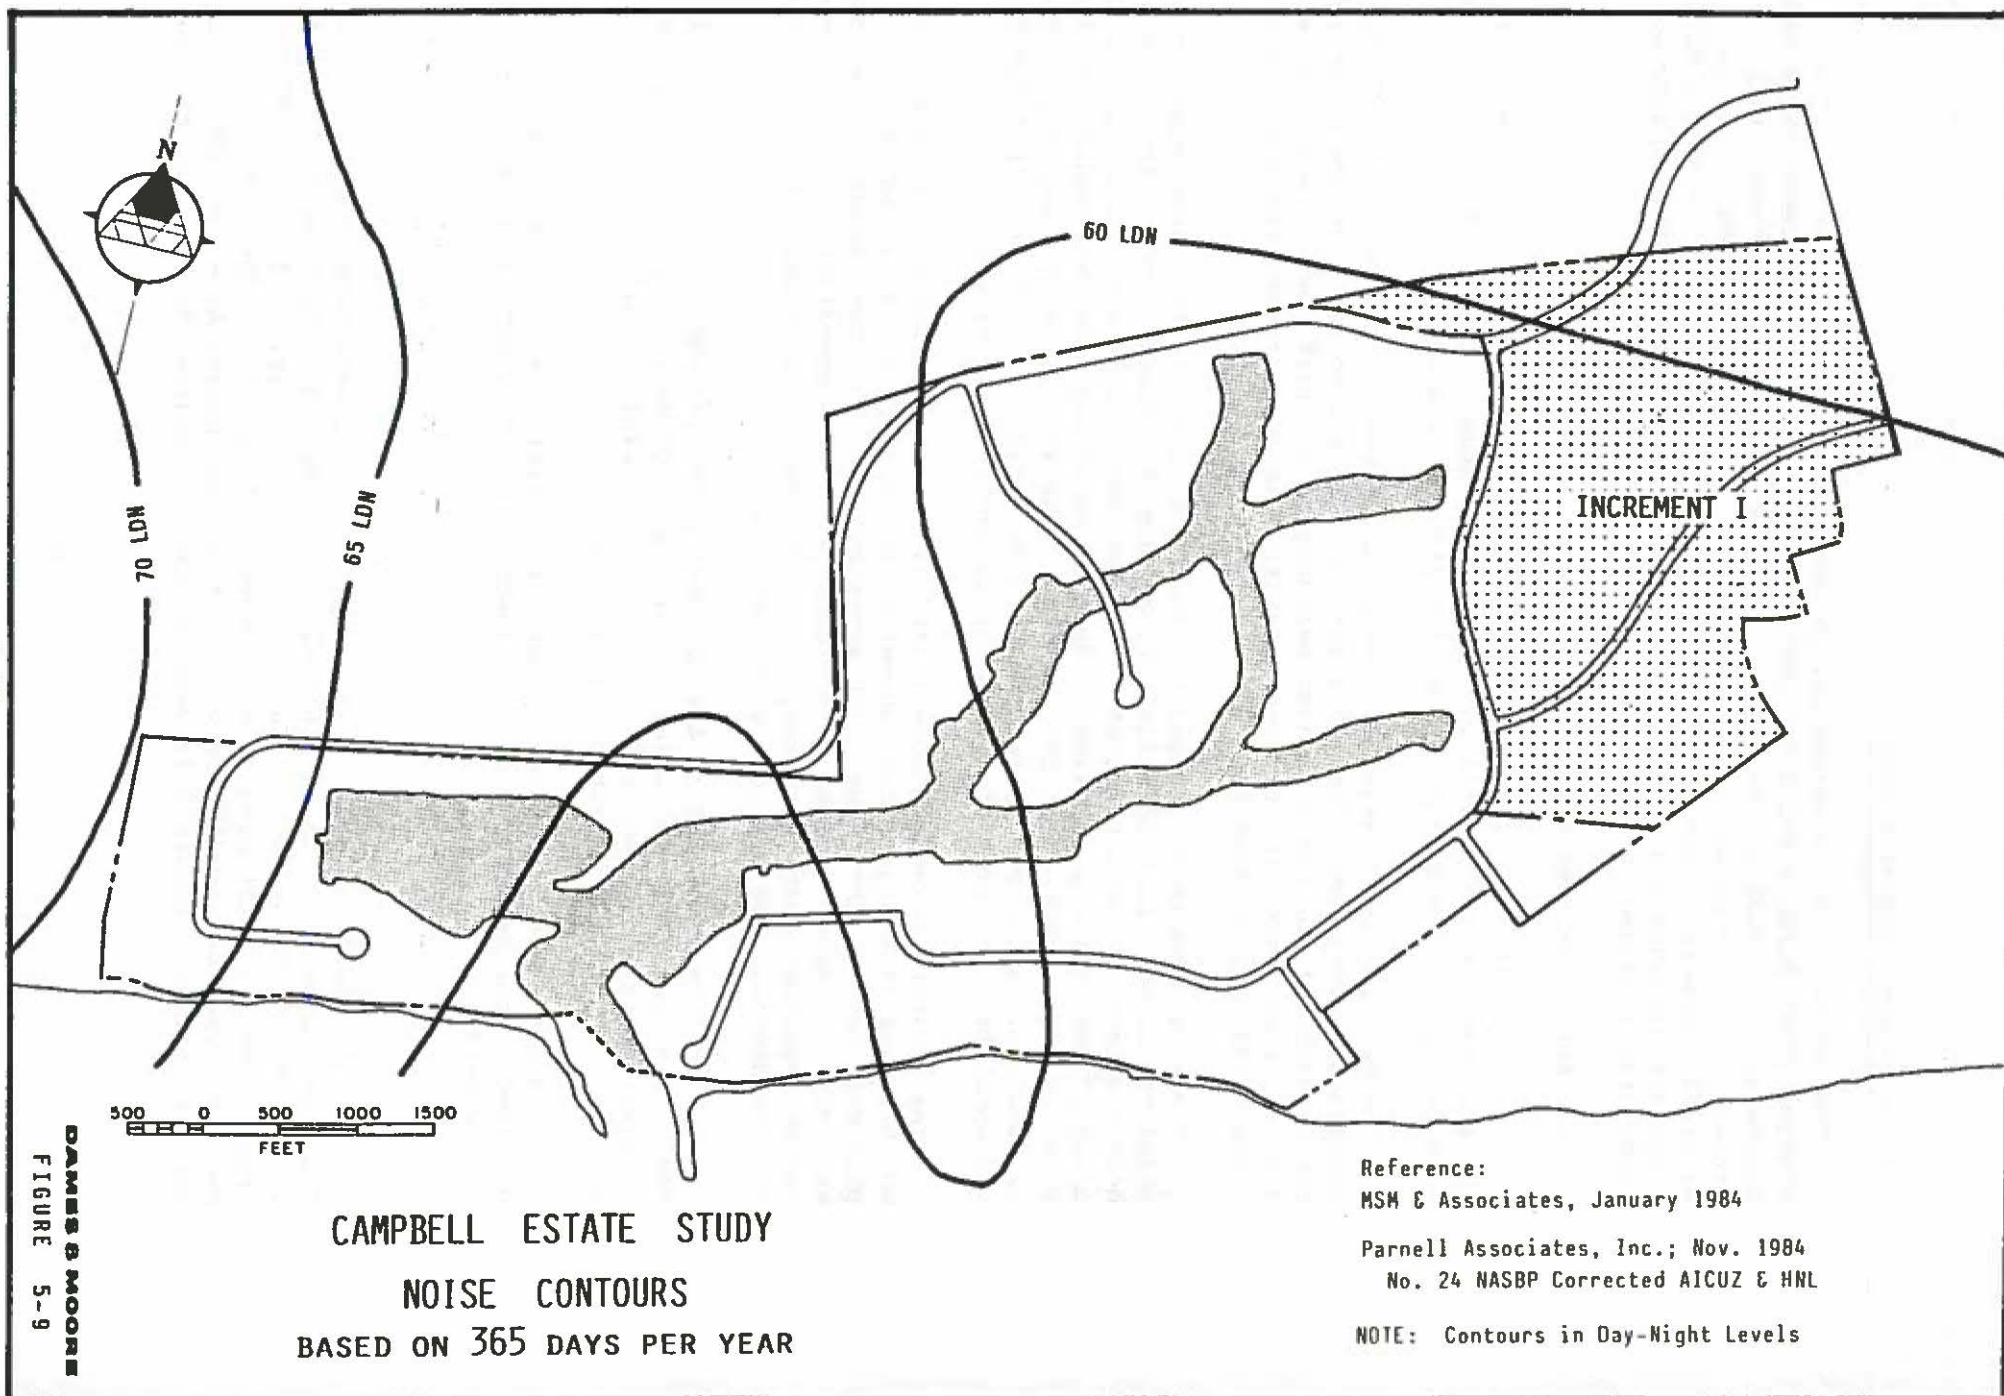 N
60 LDN
65 LDN
70 LDN
INCREMENT I
500 0 500 1000 1500
FEET
CAMPBELL ESTATE STUDY
NOISE CONTOURS
BASED ON 365 DAYS PER YEAR
Reference:
MSM & Associates, January 1984
Parnell Associates, Inc.; Nov. 1984
No. 24 NASBP Corrected AICUZ & HNL
NOTE: Contours in Day-Night Levels
DAMES & MOORE
FIGURE 5-9